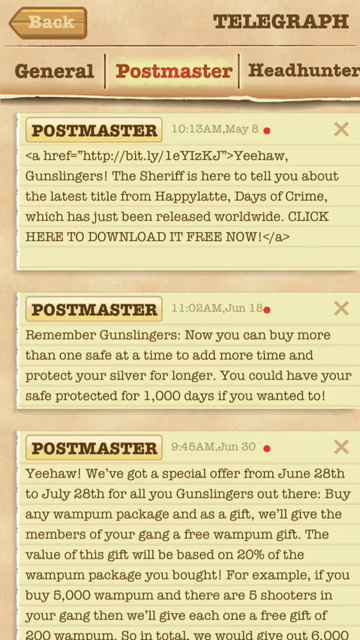 Back
TELEGRAPH
General
Postmaster
Headhunter
POSTMASTER 10:13AM,May 8
<a href="http://bit.ly/1eYIzKJ">Yeehaw,
Gunslingers! The Sheriff is here to tell you about
the latest title from Happylatte, Days of Crime,
which has just been released worldwide. CLICK
HERE TO DOWNLOAD IT FREE NOW!</a>
POSTMASTER 11:02AM,Jun 18
Remember Gunslingers: Now you can buy more
than one safe at a time to add more time and
protect your silver for longer. You could have your
safe protected for 1,000 days if you wanted to!
POSTMASTER 9:45AM,Jun 30
Yeehaw! We've got a special offer from June 28th
to July 28th for all you Gunslingers out there: Buy
any wampum package and as a gift, we'll give the
members of your gang a free wampum gift. The
value of this gift will be based on 20% of the
wampum package you bought! For example, if you
buy 5,000 wampum and there are 5 shooters in
your gang then we'll give each one a free gift of
200 wampum. So in total, we would give out 6,000